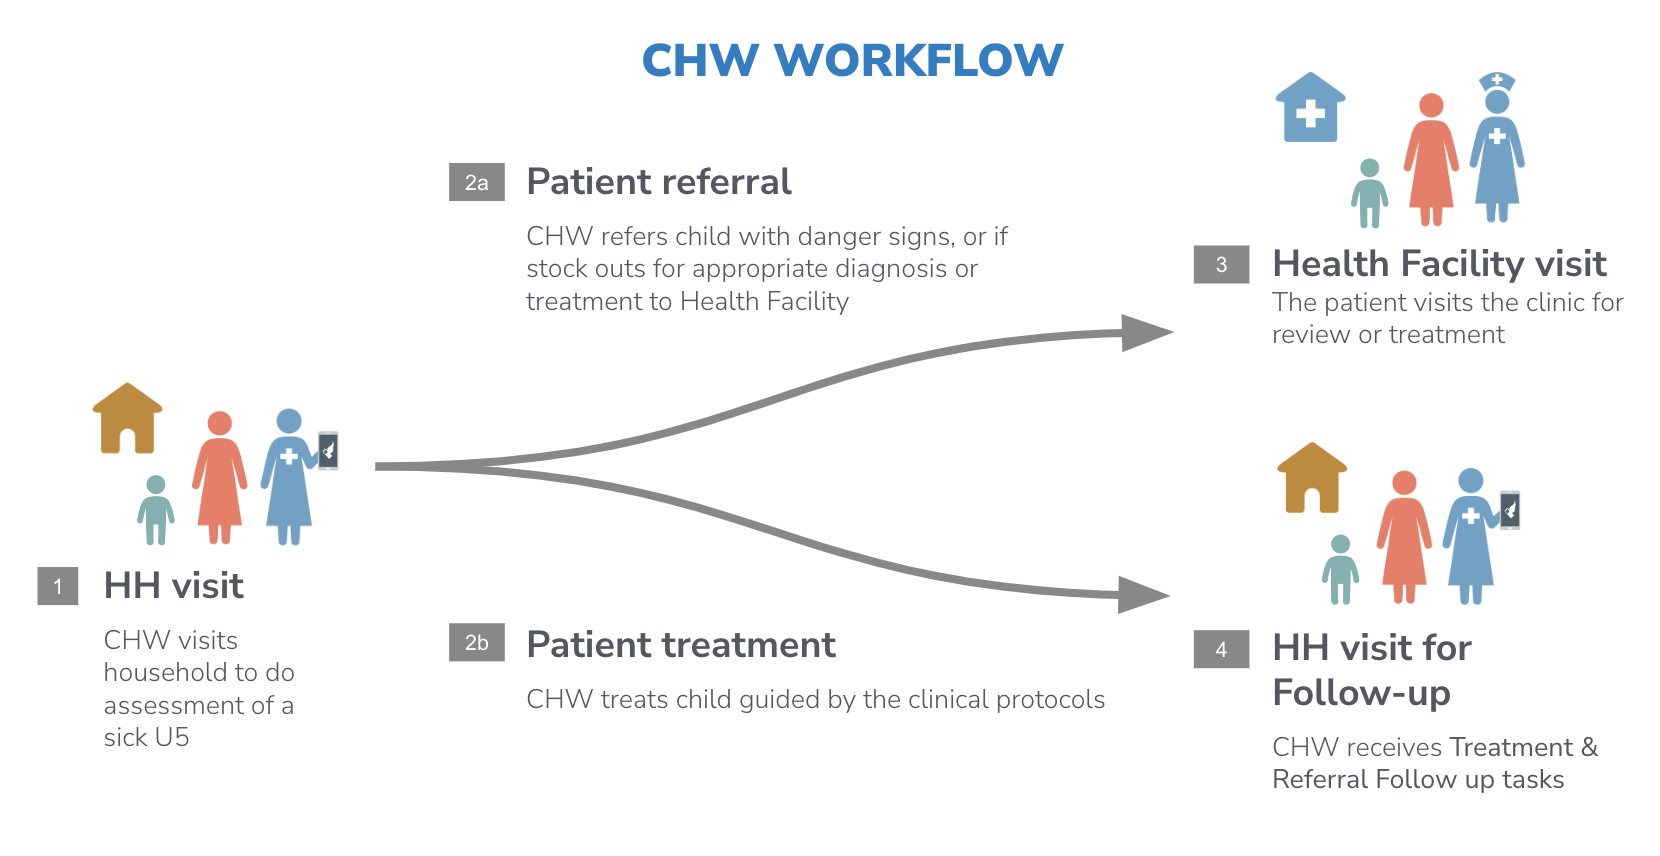 CHW WORKFLOW
1
HH visit
CHW visits
household to do
assessment of a
sick U5
2a
Patient referral
CHW refers child with danger signs, or if
stock outs for appropriate diagnosis or
treatment to Health Facility
2b
Patient treatment
CHW treats child guided by the clinical protocols
3
Health Facility visit
The patient visits the clinic for
review or treatment
4
HH visit for
Follow-up
CHW receives Treatment &
Referral Follow up tasks